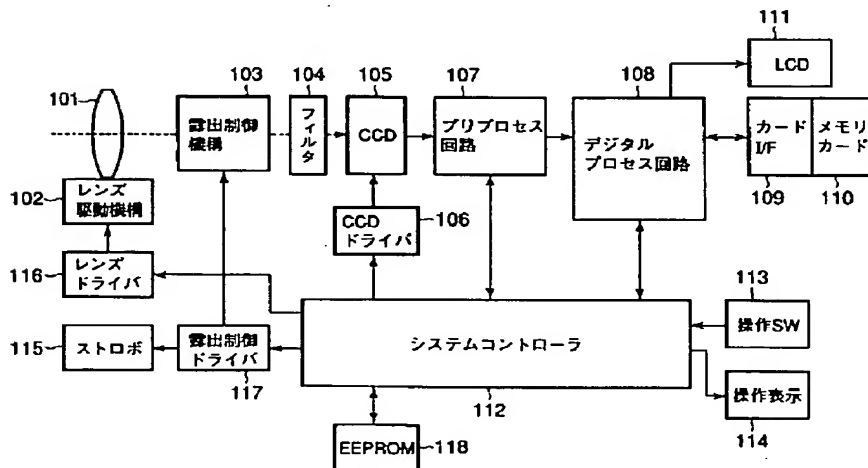 111
LCD
103
104
105
107
108
101
露出制御
機構
フィルタ
CCD
プリプロセス
回路
デジタル
プロセス回路
カード
I/F
メモリ
カード
109
110
102
レンズ
駆動機構
CCD
ドライバ
106
116
レンズ
ドライバ
113
操作SW
115
ストロボ
露出制御
ドライバ
117
システムコントローラ
112
操作表示
114
EEPROM
118